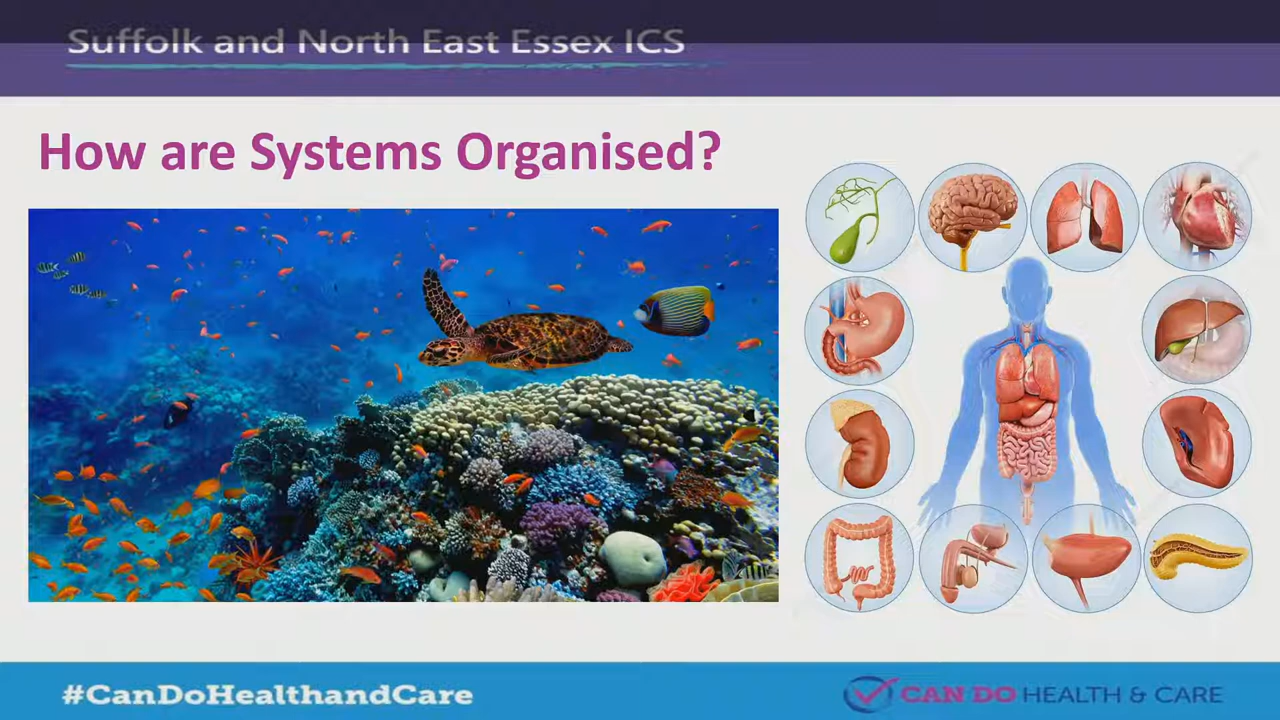 Suffolk and North East Essex ICS
How are Systems Organised?
#CanDoHealthandCare
CAN DO HEALTH & CARE